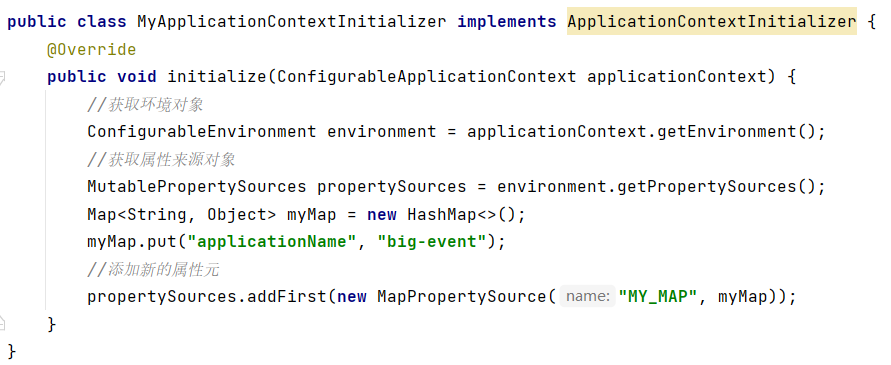 public class MyApplicationContextInitializer implements ApplicationContextInitializer {
    @Override
    public void initialize(ConfigurableApplicationContext applicationContext) {
        //获取环境对象
        ConfigurableEnvironment environment = applicationContext.getEnvironment();
        //获取属性来源对象
        MutablePropertySources propertySources = environment.getPropertySources();
        Map<String, Object> myMap = new HashMap<>();
        myMap.put("applicationName", "big-event");
        //添加新的属性元
        propertySources.addFirst(new MapPropertySource( name: "MY_MAP", myMap));
    }
}